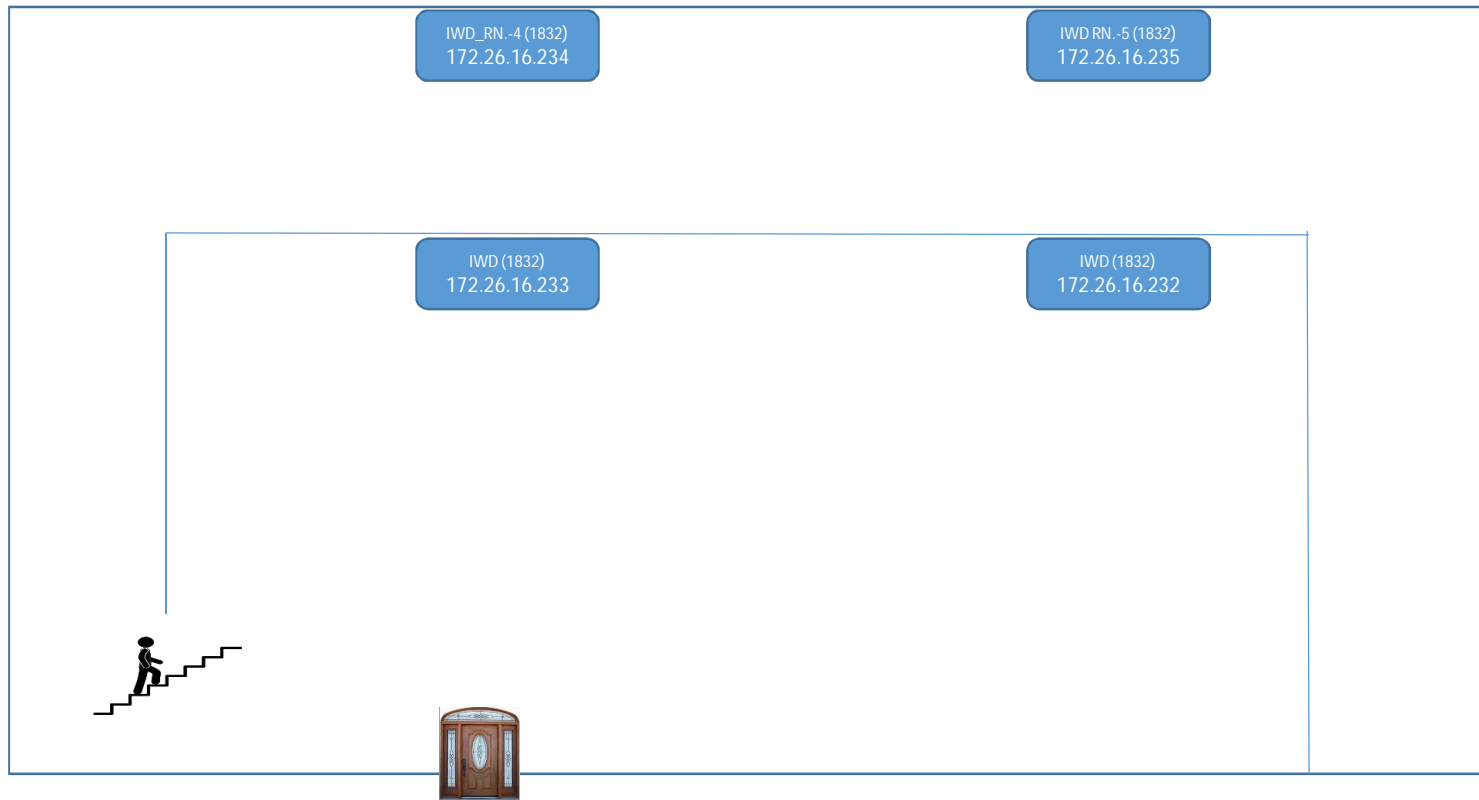 IWD_RN.-4 (1832)
172.26.16.234
IWD RN.-5 (1832)
172.26.16.235
IWD (1832)
172.26.16.233
IWD (1832)
172.26.16.232